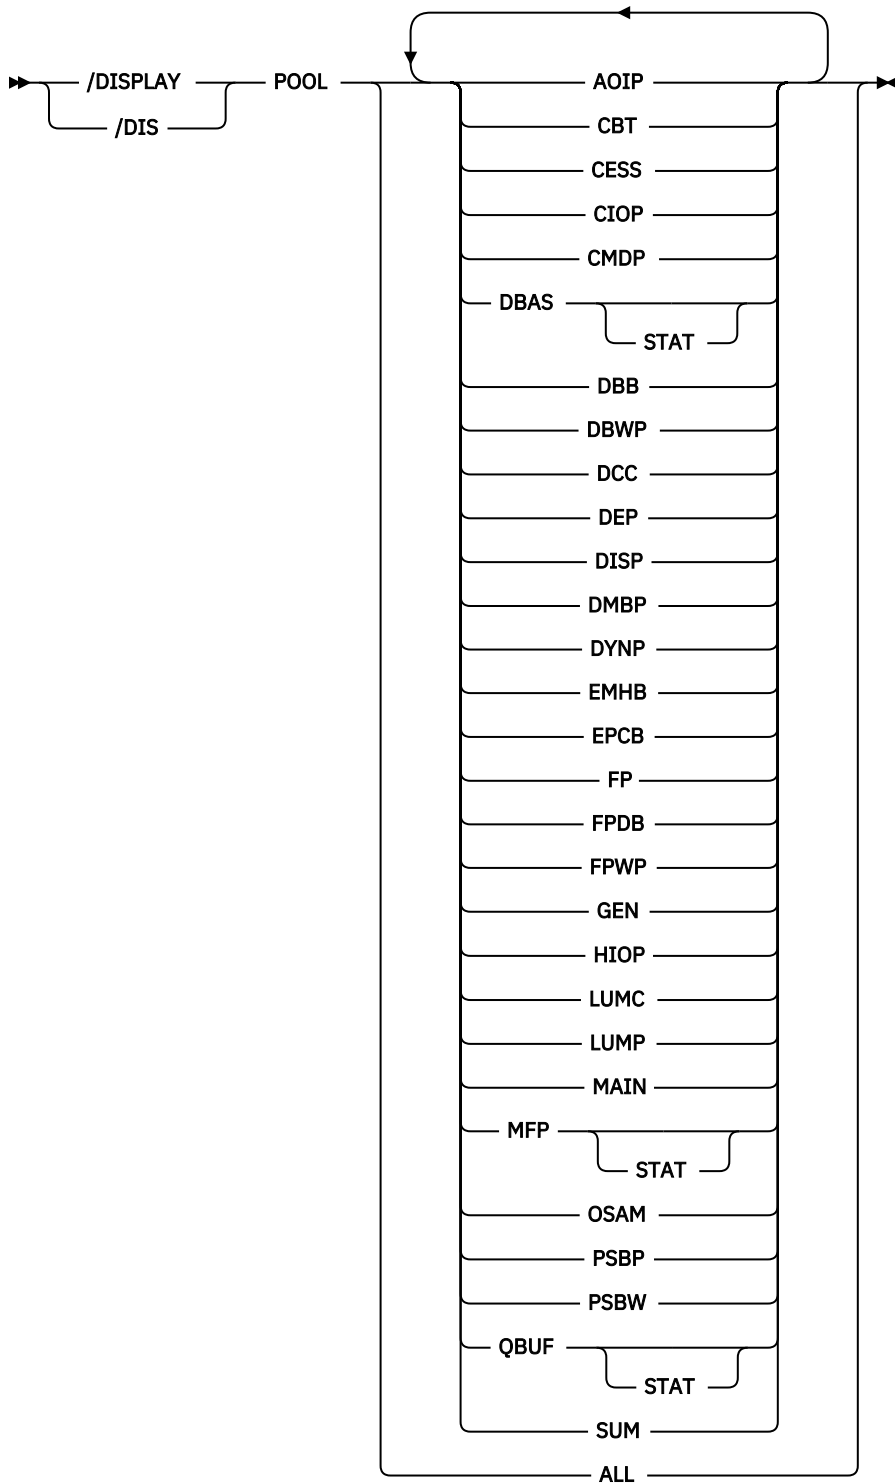 /DISPLAY POOL AOIP
/DIS CBT
CESS
CIOP
CMDP
DBAS
STAT
DBB
DBWP
DCC
DEP
DISP
DMBP
DYNP
EMHB
EPCB
FP
FPDB
FPWP
GEN
HIOP
LUMC
LUMP
MAIN
MFP
STAT
OSAM
PSBP
PSBW
QBUF
STAT
SUM
ALL